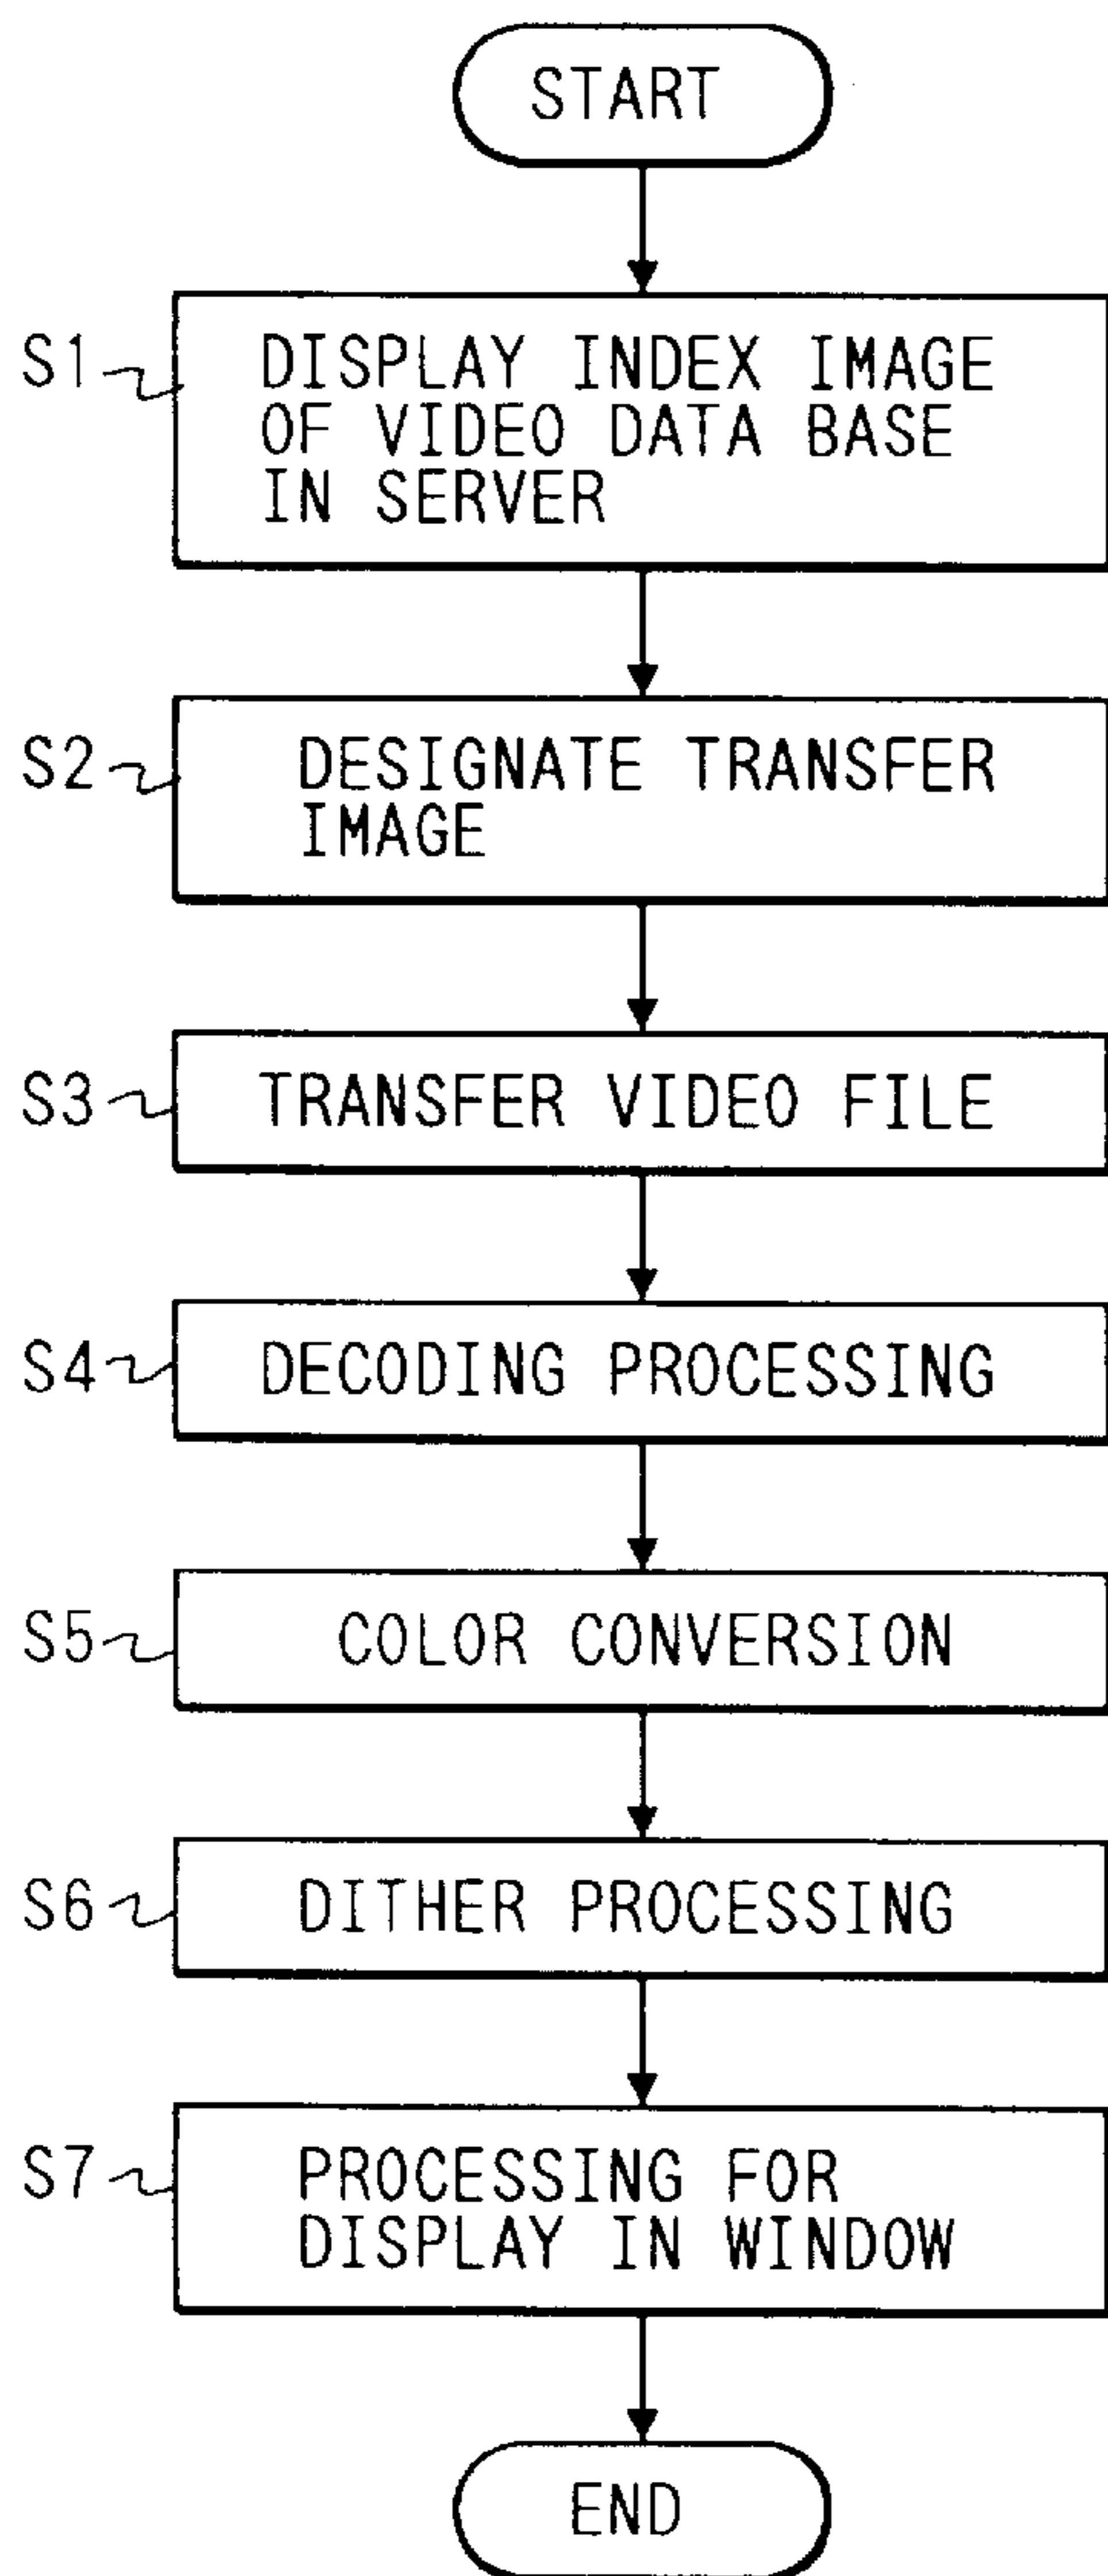 START
S1
DISPLAY INDEX IMAGE
OF VIDEO DATA BASE
IN SERVER
S2
DESIGNATE TRANSFER
IMAGE
S3
TRANSFER VIDEO FILE
S4
DECODING PROCESSING
S5
COLOR CONVERSION
S6
DITHER PROCESSING
S7
PROCESSING FOR
DISPLAY IN WINDOW
END